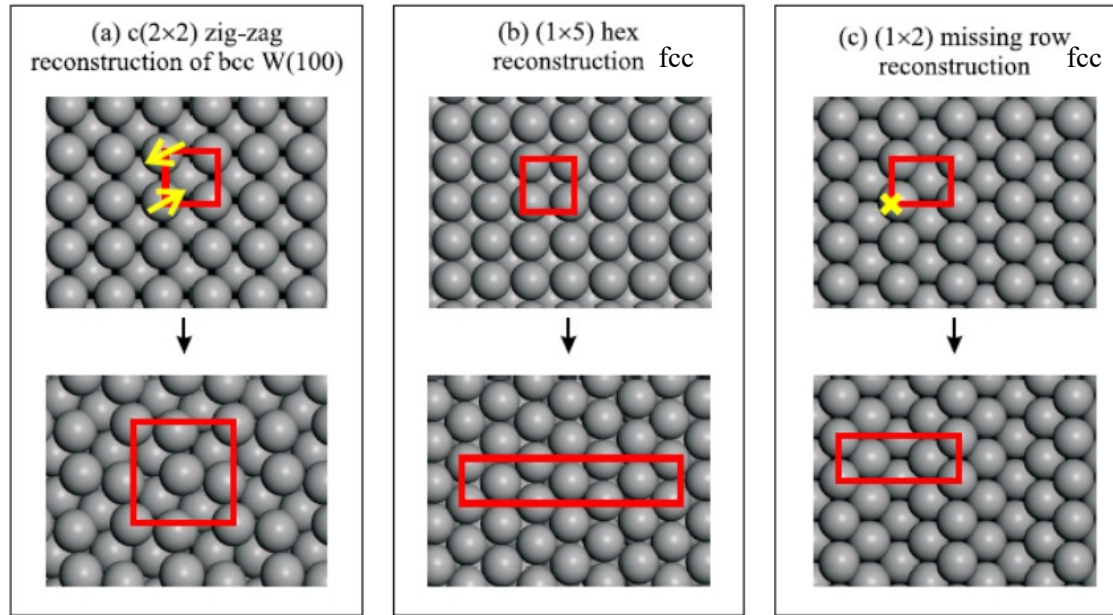 (a) c(2×2) zig-zag
reconstruction of bcc W(100)
(b) (1×5) hex
reconstruction fcc
(c) (1×2) missing row
reconstruction fcc